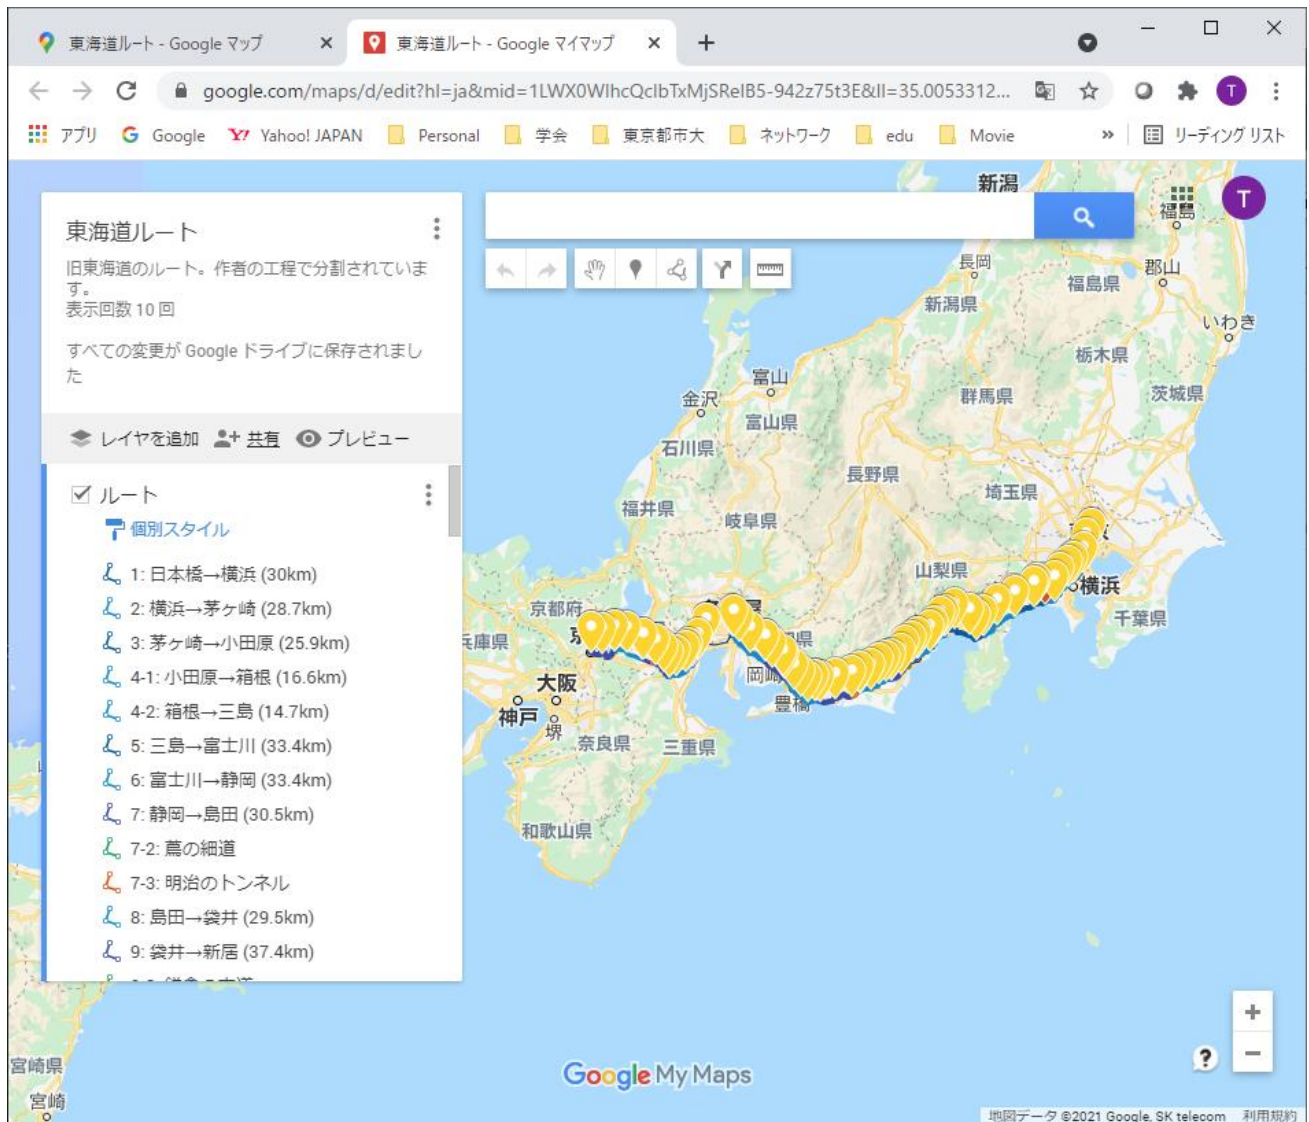 東海道ルート - Google マップ
東海道ルート - Google マイマップ
google.com/maps/d/edit?hl=ja&mid=1LWX0WIhcQcIbTxMjSRelB5-942z75t3E&ll=35.0053312...
T
アプリ
Google
Yahoo! JAPAN
Personal
学会
東京都市大
ネットワーク
edu
Movie
»
リーディング リスト
東海道ルート
旧東海道のルート。作者の工程で分割されていま
す。
表示回数 10 回
すべての変更が Google ドライブに保存されまし
た
レイヤを追加
共有
プレビュー
ルート
個別スタイル
1: 日本橋→横浜 (30km)
2: 横浜→茅ヶ崎 (28.7km)
3: 茅ヶ崎→小田原 (25.9km)
4-1: 小田原→箱根 (16.6km)
4-2: 箱根→三島 (14.7km)
5: 三島→富士川 (33.4km)
6: 富士川→静岡 (33.4km)
7: 静岡→島田 (30.5km)
7-2: 蔦の細道
7-3: 明治のトンネル
8: 島田→袋井 (29.5km)
9: 袋井→新居 (37.4km)
新潟
福島
T
長岡
郡山
福島県
新潟県
いわき
栃木県
富山
群馬県
茨城県
金沢
富山県
石川県
長野県
埼玉県
福井県
岐阜県
山梨県
横浜
京都府
千葉県
兵庫県
大阪
神戸
堺
豊橋
奈良県
三重県
和歌山県
宮崎県
宮崎
Google My Maps
地図データ ©2021 Google, SK telecom
利用規約